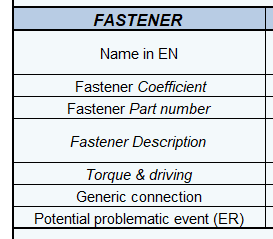 FASTENER
Name in EN
Fastener Coefficient
Fastener Part number
Fastener Description
Torque & driving
Generic connection
Potential problematic event (ER)